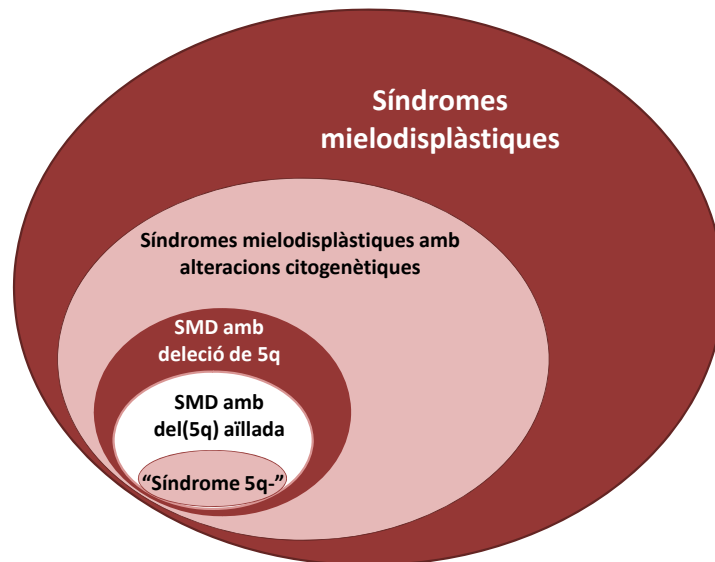 Síndromes
mielodisplàstiques
Síndromes mielodisplàstiques amb
alteracions citogenètiques
SMD amb
deleció de 5q
SMD amb
del(5q) aïllada
“Síndrome 5q-”